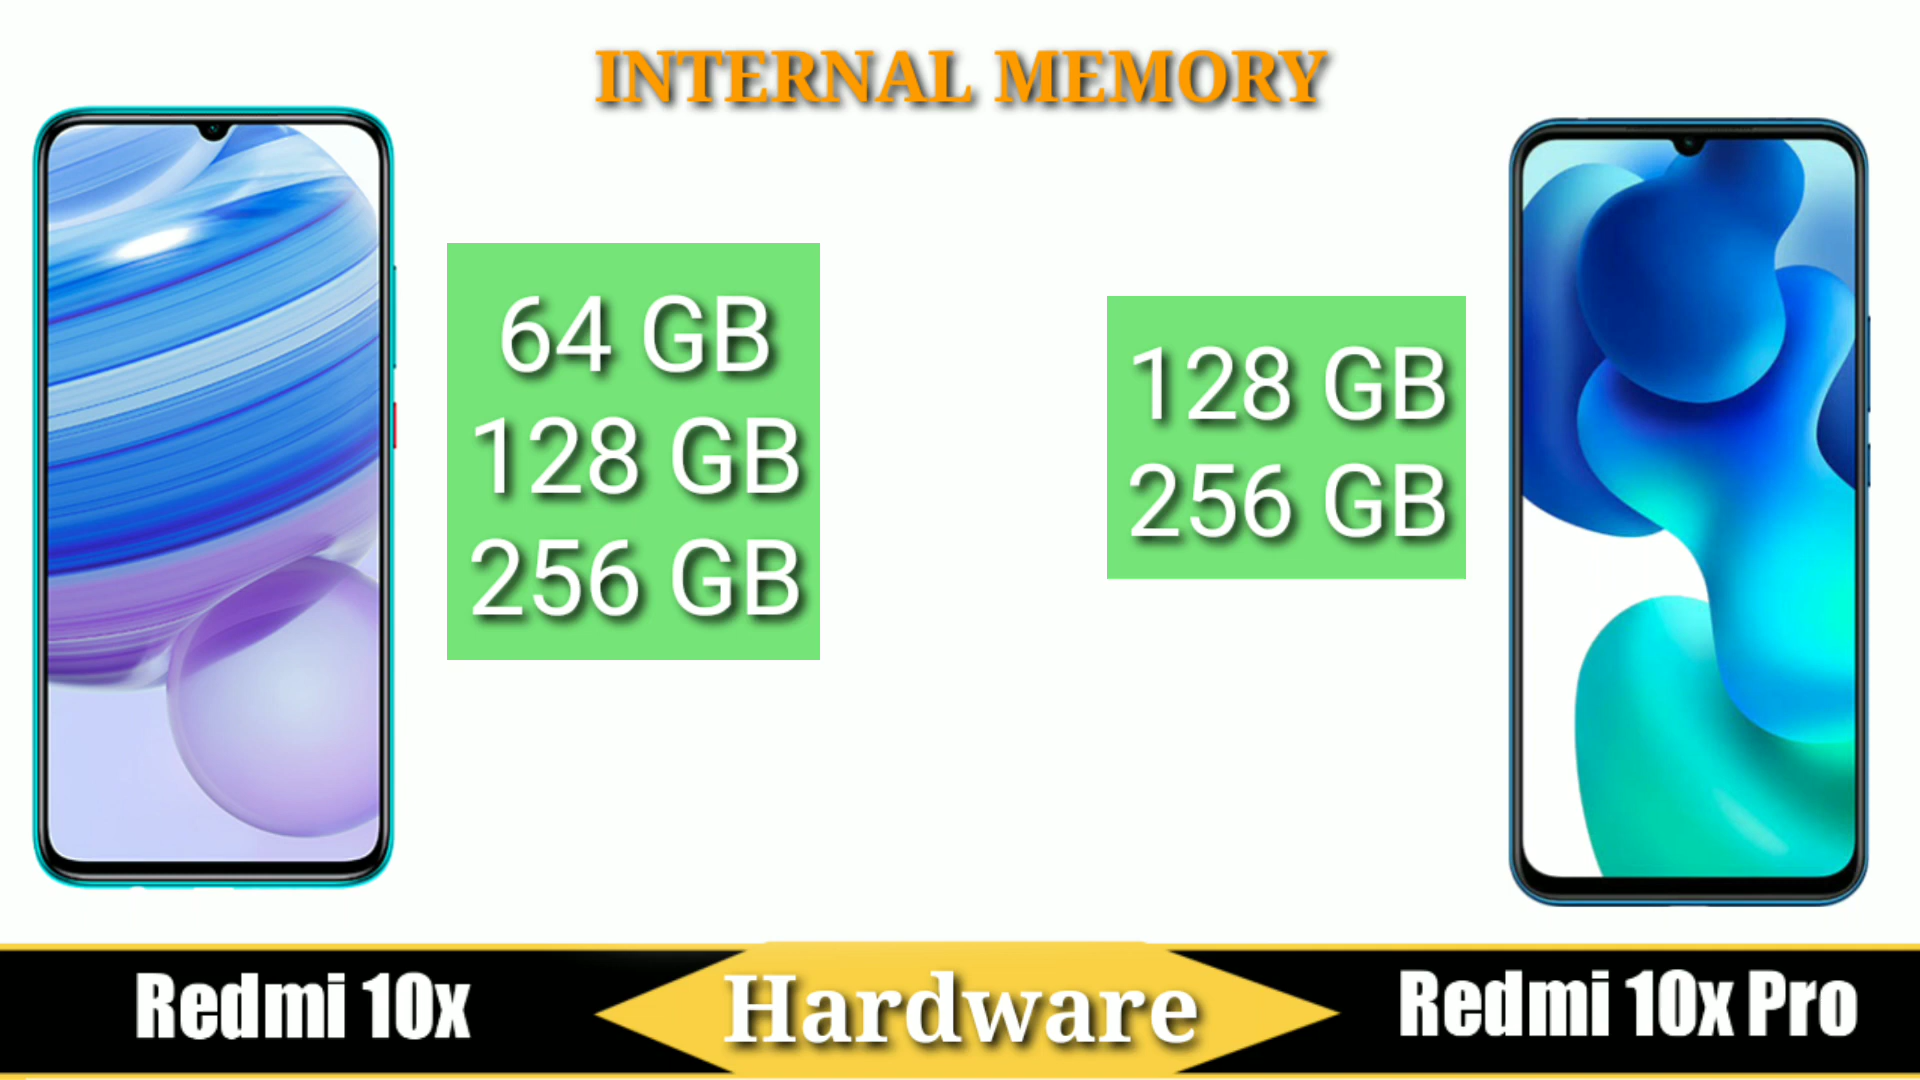 INTERNAL MEMORY
64 GB
128 GB
256 GB
128 GB
256 GB
Redmi 10x
Hardware
Redmi 10x Pro